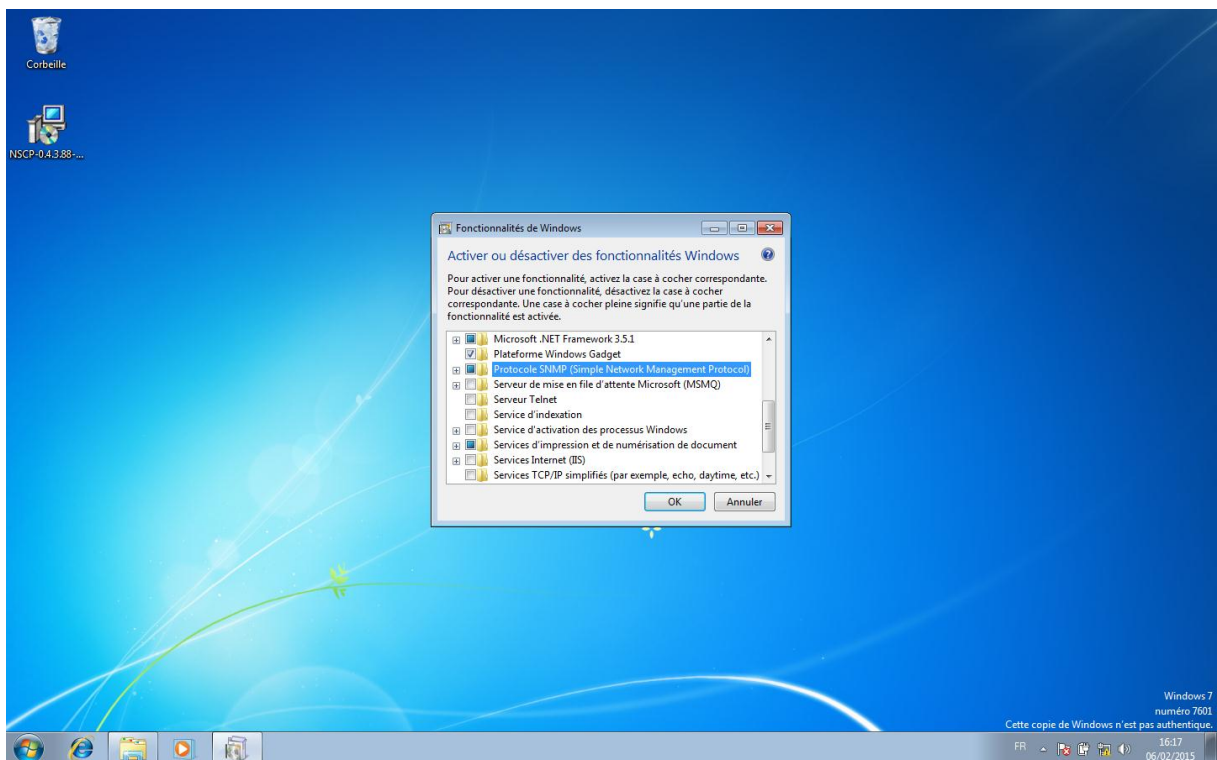 Corbeille
NSCP-0.4.3.88-...
Fonctionnalités de Windows
Activer ou désactiver des fonctionnalités Windows
Pour activer une fonctionnalité, activez la case à cocher correspondante.
Pour désactiver une fonctionnalité, désactivez la case à cocher
correspondante. Une case à cocher pleine signifie qu'une partie de la
fonctionnalité est activée.
Microsoft .NET Framework 3.5.1
Plateforme Windows Gadget
Protocole SNMP (Simple Network Management Protocol)
Serveur de mise en file d'attente Microsoft (MSMQ)
Serveur Telnet
Service d'indexation
Service d'activation des processus Windows
Services d'impression et de numérisation de document
Services Internet (IIS)
Services TCP/IP simplifiés (par exemple, echo, daytime, etc.)
OK
Annuler
Windows 7
numéro 7601
Cette copie de Windows n'est pas authentique.
FR
16:17
06/02/2015